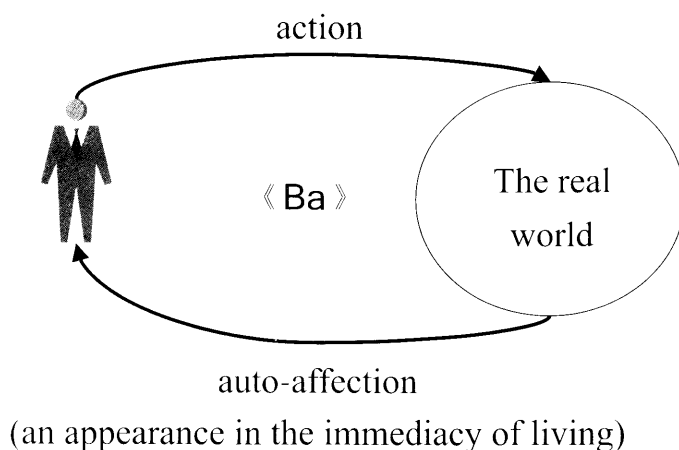 action
《Ba》
The real
world
auto-affection
(an appearance in the immediacy of living)